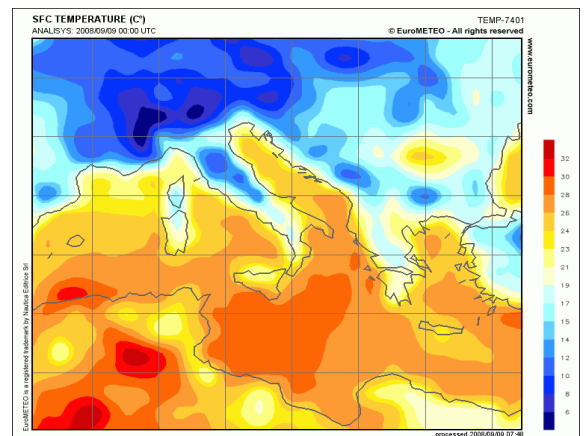 SFC TEMPERATURE (C°)
TEMP-7401
ANALISYS: 2008/09/09 00:00 UTC
© EuroMETEO - All rights reserved
www.eurometeo.com
EuroMETEO is a registered trademark by Nautica Editrice Srl
32
30
28
26
24
23
21
19
17
15
14
12
10
8
6
processed 2008/09/09 07:48